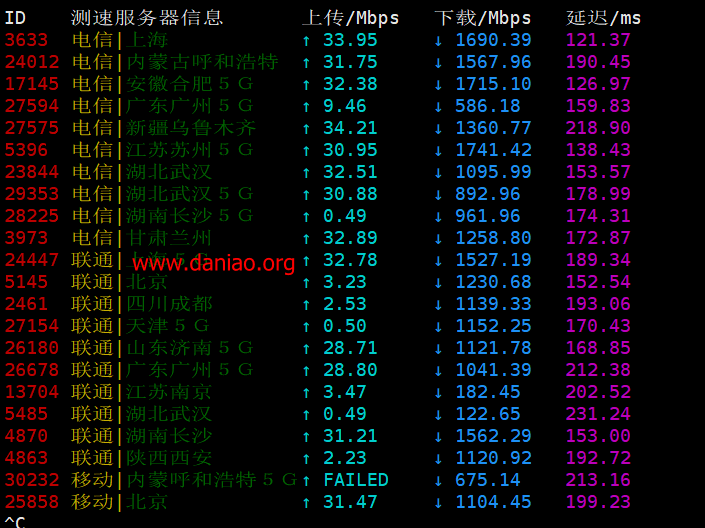 ID 测速服务器信息 上传/Mbps 下载/Mbps 延迟/ms
3633 电信|上海 ↑ 33.95 ↓ 1690.39 121.37
24012 电信|内蒙古呼和浩特 ↑ 31.75 ↓ 1567.96 190.45
17145 电信|安徽合肥５Ｇ ↑ 32.38 ↓ 1715.10 126.97
27594 电信|广东广州５Ｇ ↑ 9.46 ↓ 586.18 159.83
27575 电信|新疆乌鲁木齐 ↑ 34.21 ↓ 1360.77 218.90
5396 电信|江苏苏州５Ｇ ↑ 30.95 ↓ 1741.42 138.43
23844 电信|湖北武汉 ↑ 32.51 ↓ 1095.99 153.57
29353 电信|湖北武汉５Ｇ ↑ 30.88 ↓ 892.96 178.99
28225 电信|湖南长沙５Ｇ ↑ 0.49 ↓ 961.96 174.31
3973 电信|甘肃兰州 ↑ 32.89 ↓ 1258.80 172.87
24447 联通|上海５Ｇ ↑ 32.78 ↓ 1527.19 189.34
www.daniao.org
5145 联通|北京 ↑ 3.23 ↓ 1230.68 152.54
2461 联通|四川成都 ↑ 2.53 ↓ 1139.33 193.06
27154 联通|天津５Ｇ ↑ 0.50 ↓ 1152.25 170.43
26180 联通|山东济南５Ｇ ↑ 28.71 ↓ 1121.78 168.85
26678 联通|广东广州５Ｇ ↑ 28.80 ↓ 1041.39 212.38
13704 联通|江苏南京 ↑ 3.47 ↓ 182.45 202.52
5485 联通|湖北武汉 ↑ 0.49 ↓ 122.65 231.24
4870 联通|湖南长沙 ↑ 31.21 ↓ 1562.29 153.00
4863 联通|陕西西安 ↑ 2.23 ↓ 1120.92 192.72
30232 移动|内蒙呼和浩特５Ｇ ↑ FAILED ↓ 675.14 213.16
25858 移动|北京 ↑ 31.47 ↓ 1104.45 199.23
^C